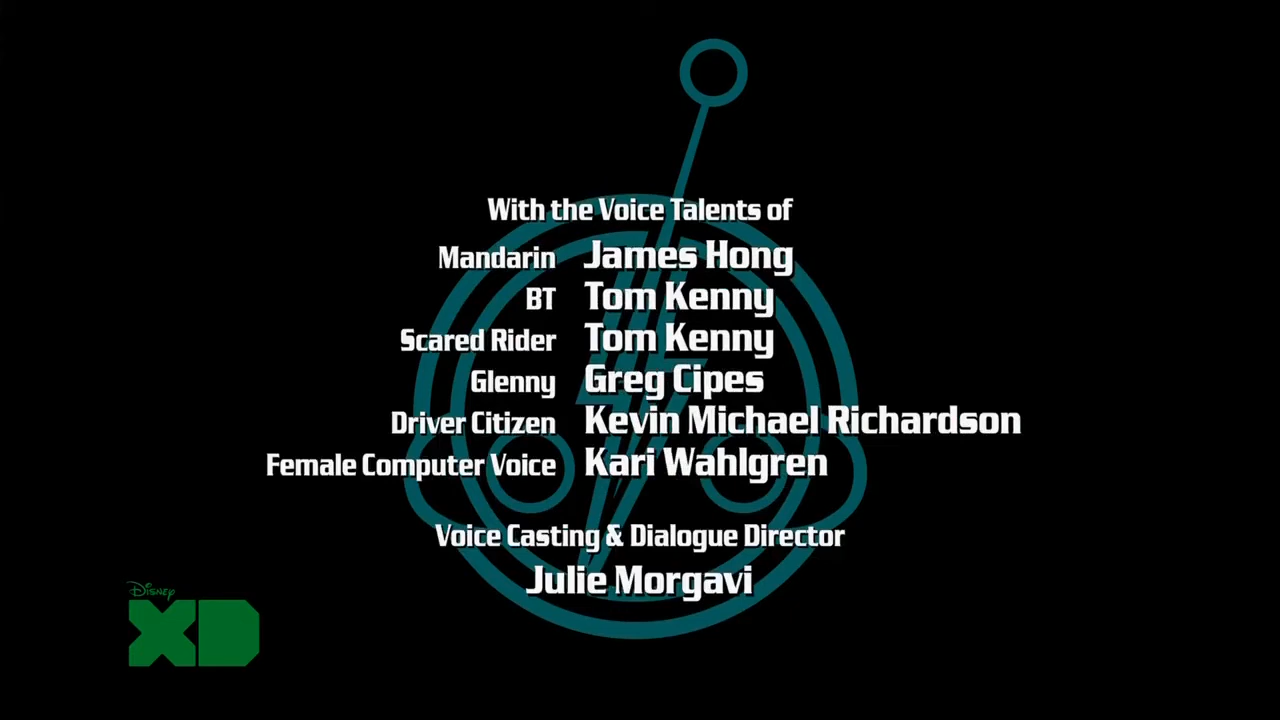 With the Voice Talents of
Mandarin James Hong
BT Tom Kenny
Scared Rider Tom Kenny
Glenny Greg Cipes
Driver Citizen Kevin Michael Richardson
Female Computer Voice Kari Wahlgren
Voice Casting & Dialogue Director
Julie Morgavi
Disney
XD